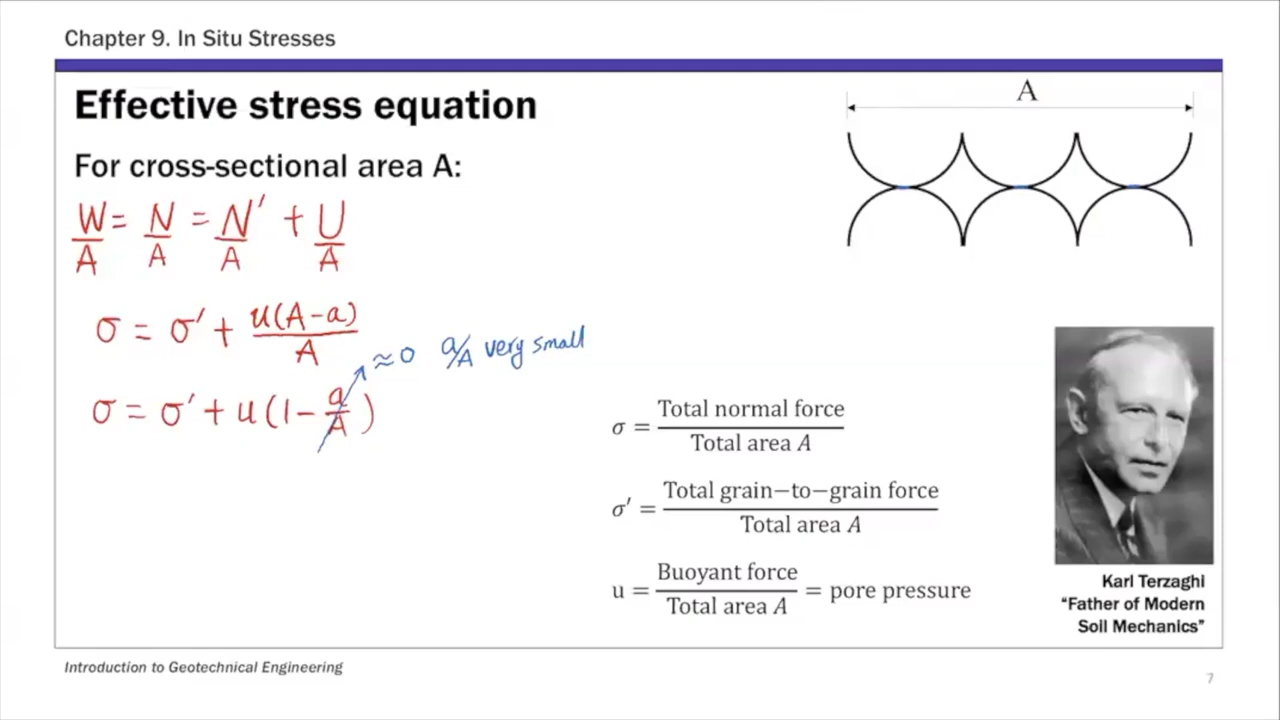 Chapter 9. In Situ Stresses
Effective stress equation
For cross-sectional area A:
W/A = N/A = N'/A + U/A
σ = σ' + u(A-a)/A
≈0 a/A very small
σ = σ' + u(1 - a/A)
A
σ = Total normal force / Total area A
σ′ = Total grain−to−grain force / Total area A
u = Buoyant force / Total area A = pore pressure
Karl Terzaghi
“Father of Modern
Soil Mechanics”
Introduction to Geotechnical Engineering
7